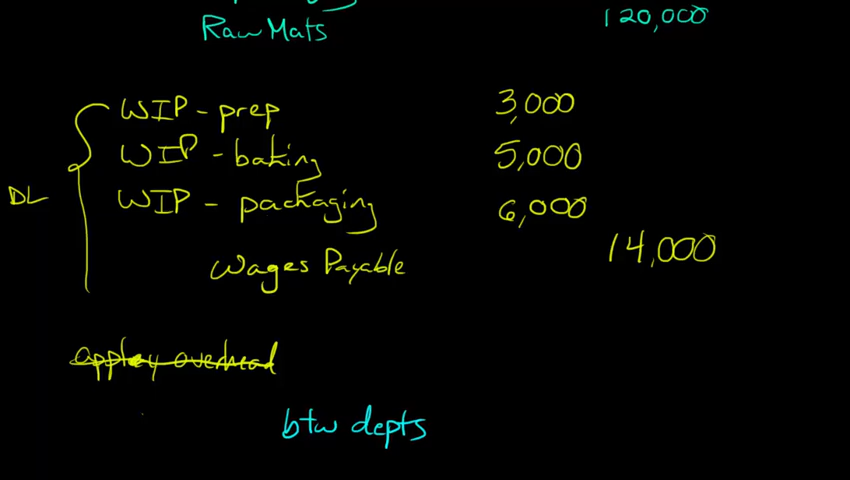 Raw Mats 120,000
WIP - prep 3,000
WIP - baking 5,000
DL WIP - packaging 6,000
Wages Payable 14,000
apply overhead
btw depts